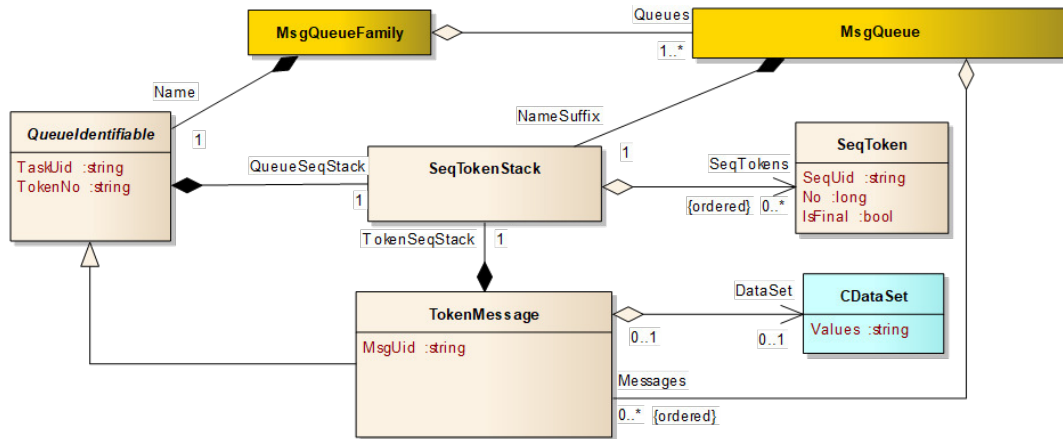 Queues
MsgQueueFamily
MsgQueue
1..*
Name
NameSuffix
1
QueueIdentifiable
TaskUid :string
TokenNo :string
QueueSeqStack
1
SeqTokenStack
1
SeqTokens
{ordered} 0..*
SeqToken
SeqUid :string
No :long
IsFinal :bool
TokenSeqStack
1
TokenMessage
MsgUid :string
DataSet
0..1
0..1
CDataSet
Values :string
Messages
0..* {ordered}